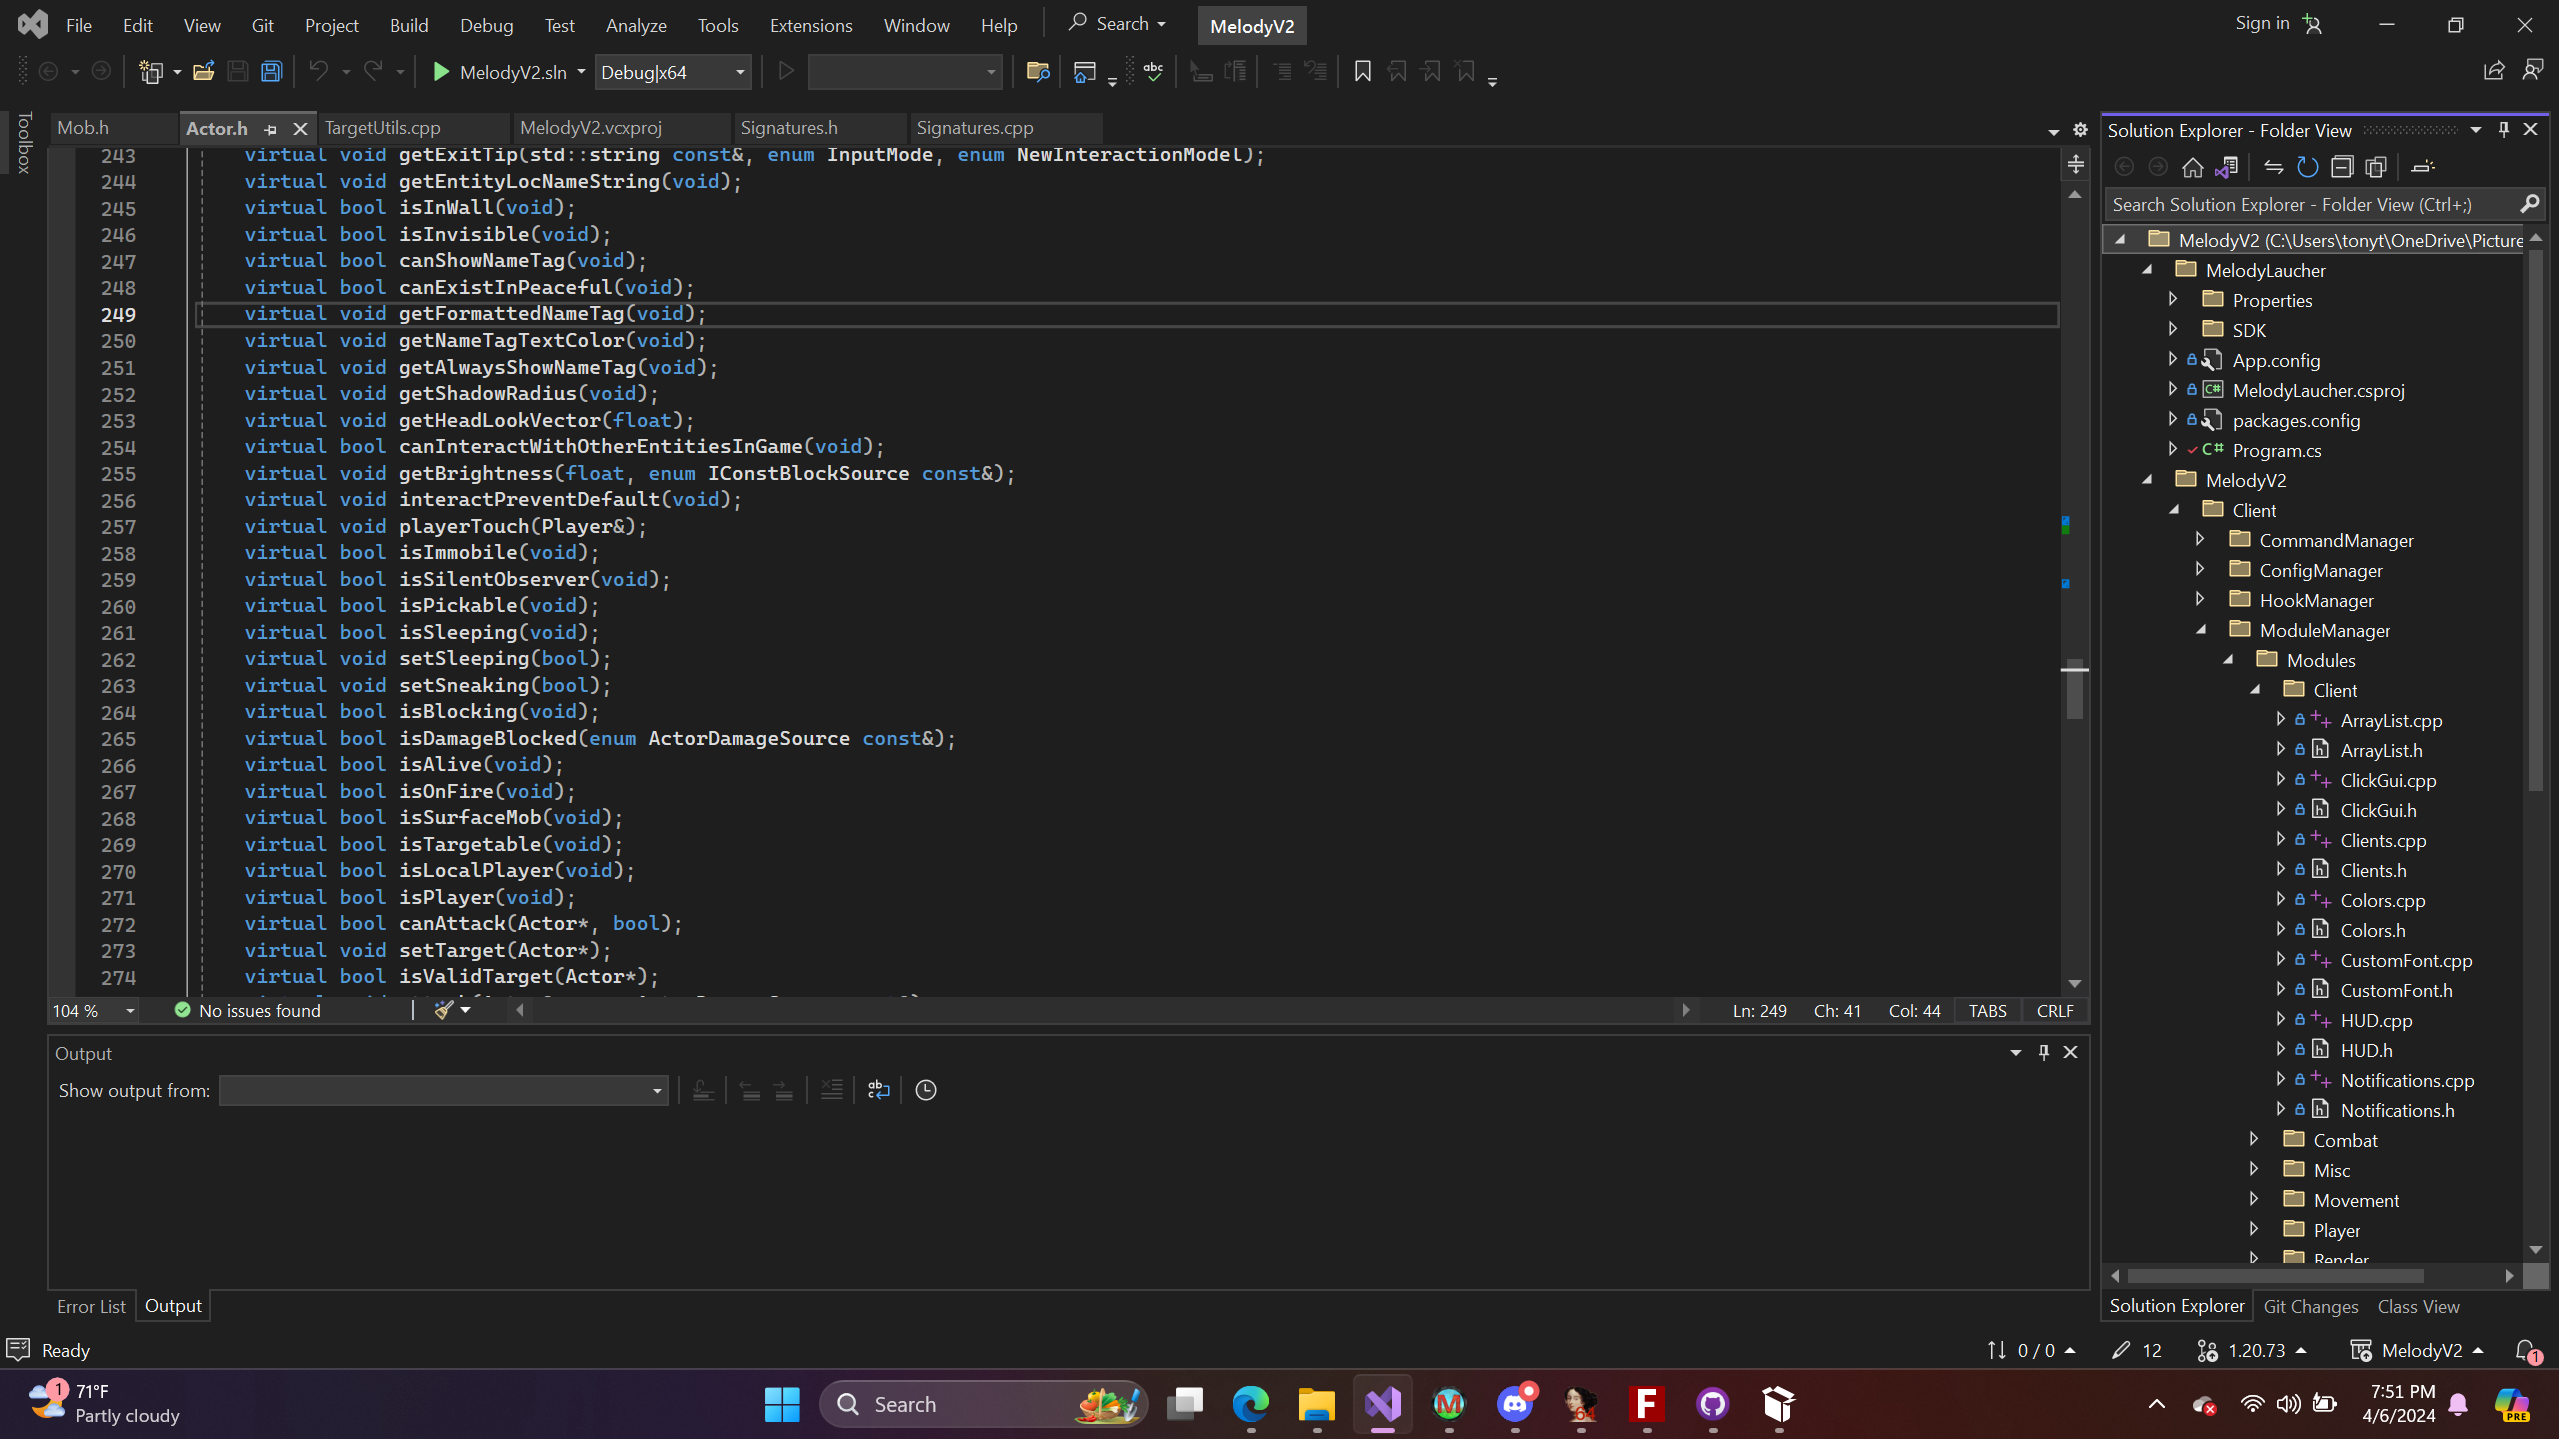 File Edit View Git Project Build Debug Test Analyze Tools Extensions Window Help Search MelodyV2 Sign in
MelodyV2.sln Debug|x64
Toolbox
Mob.h Actor.h TargetUtils.cpp MelodyV2.vcxproj Signatures.h Signatures.cpp
243 virtual void getExitTip(std::string const&, enum InputMode, enum NewInteractionModel);
244 virtual void getEntityLocNameString(void);
245 virtual bool isInWall(void);
246 virtual bool isInvisible(void);
247 virtual bool canShowNameTag(void);
248 virtual bool canExistInPeaceful(void);
249 virtual void getFormattedNameTag(void);
250 virtual void getNameTagTextColor(void);
251 virtual void getAlwaysShowNameTag(void);
252 virtual void getShadowRadius(void);
253 virtual void getHeadLookVector(float);
254 virtual bool canInteractWithOtherEntitiesInGame(void);
255 virtual void getBrightness(float, enum IConstBlockSource const&);
256 virtual void interactPreventDefault(void);
257 virtual void playerTouch(Player&);
258 virtual bool isImmobile(void);
259 virtual bool isSilentObserver(void);
260 virtual bool isPickable(void);
261 virtual bool isSleeping(void);
262 virtual void setSleeping(bool);
263 virtual void setSneaking(bool);
264 virtual bool isBlocking(void);
265 virtual bool isDamageBlocked(enum ActorDamageSource const&);
266 virtual bool isAlive(void);
267 virtual bool isOnFire(void);
268 virtual bool isSurfaceMob(void);
269 virtual bool isTargetable(void);
270 virtual bool isLocalPlayer(void);
271 virtual bool isPlayer(void);
272 virtual bool canAttack(Actor*, bool);
273 virtual void setTarget(Actor*);
274 virtual bool isValidTarget(Actor*);
104 % No issues found Ln: 249 Ch: 41 Col: 44 TABS CRLF
Output
Show output from:
Error List Output
Solution Explorer - Folder View
Search Solution Explorer - Folder View (Ctrl+;)
MelodyV2 (C:\Users\tonyt\OneDrive\Picture
MelodyLaucher
Properties
SDK
App.config
MelodyLaucher.csproj
packages.config
Program.cs
MelodyV2
Client
CommandManager
ConfigManager
HookManager
ModuleManager
Modules
Client
ArrayList.cpp
ArrayList.h
ClickGui.cpp
ClickGui.h
Clients.cpp
Clients.h
Colors.cpp
Colors.h
CustomFont.cpp
CustomFont.h
HUD.cpp
HUD.h
Notifications.cpp
Notifications.h
Combat
Misc
Movement
Player
Render
Solution Explorer Git Changes Class View
Ready 0 / 0 12 1.20.73 MelodyV2 1
1 71°F
Partly cloudy
Search
64
7:51 PM
4/6/2024
PRE